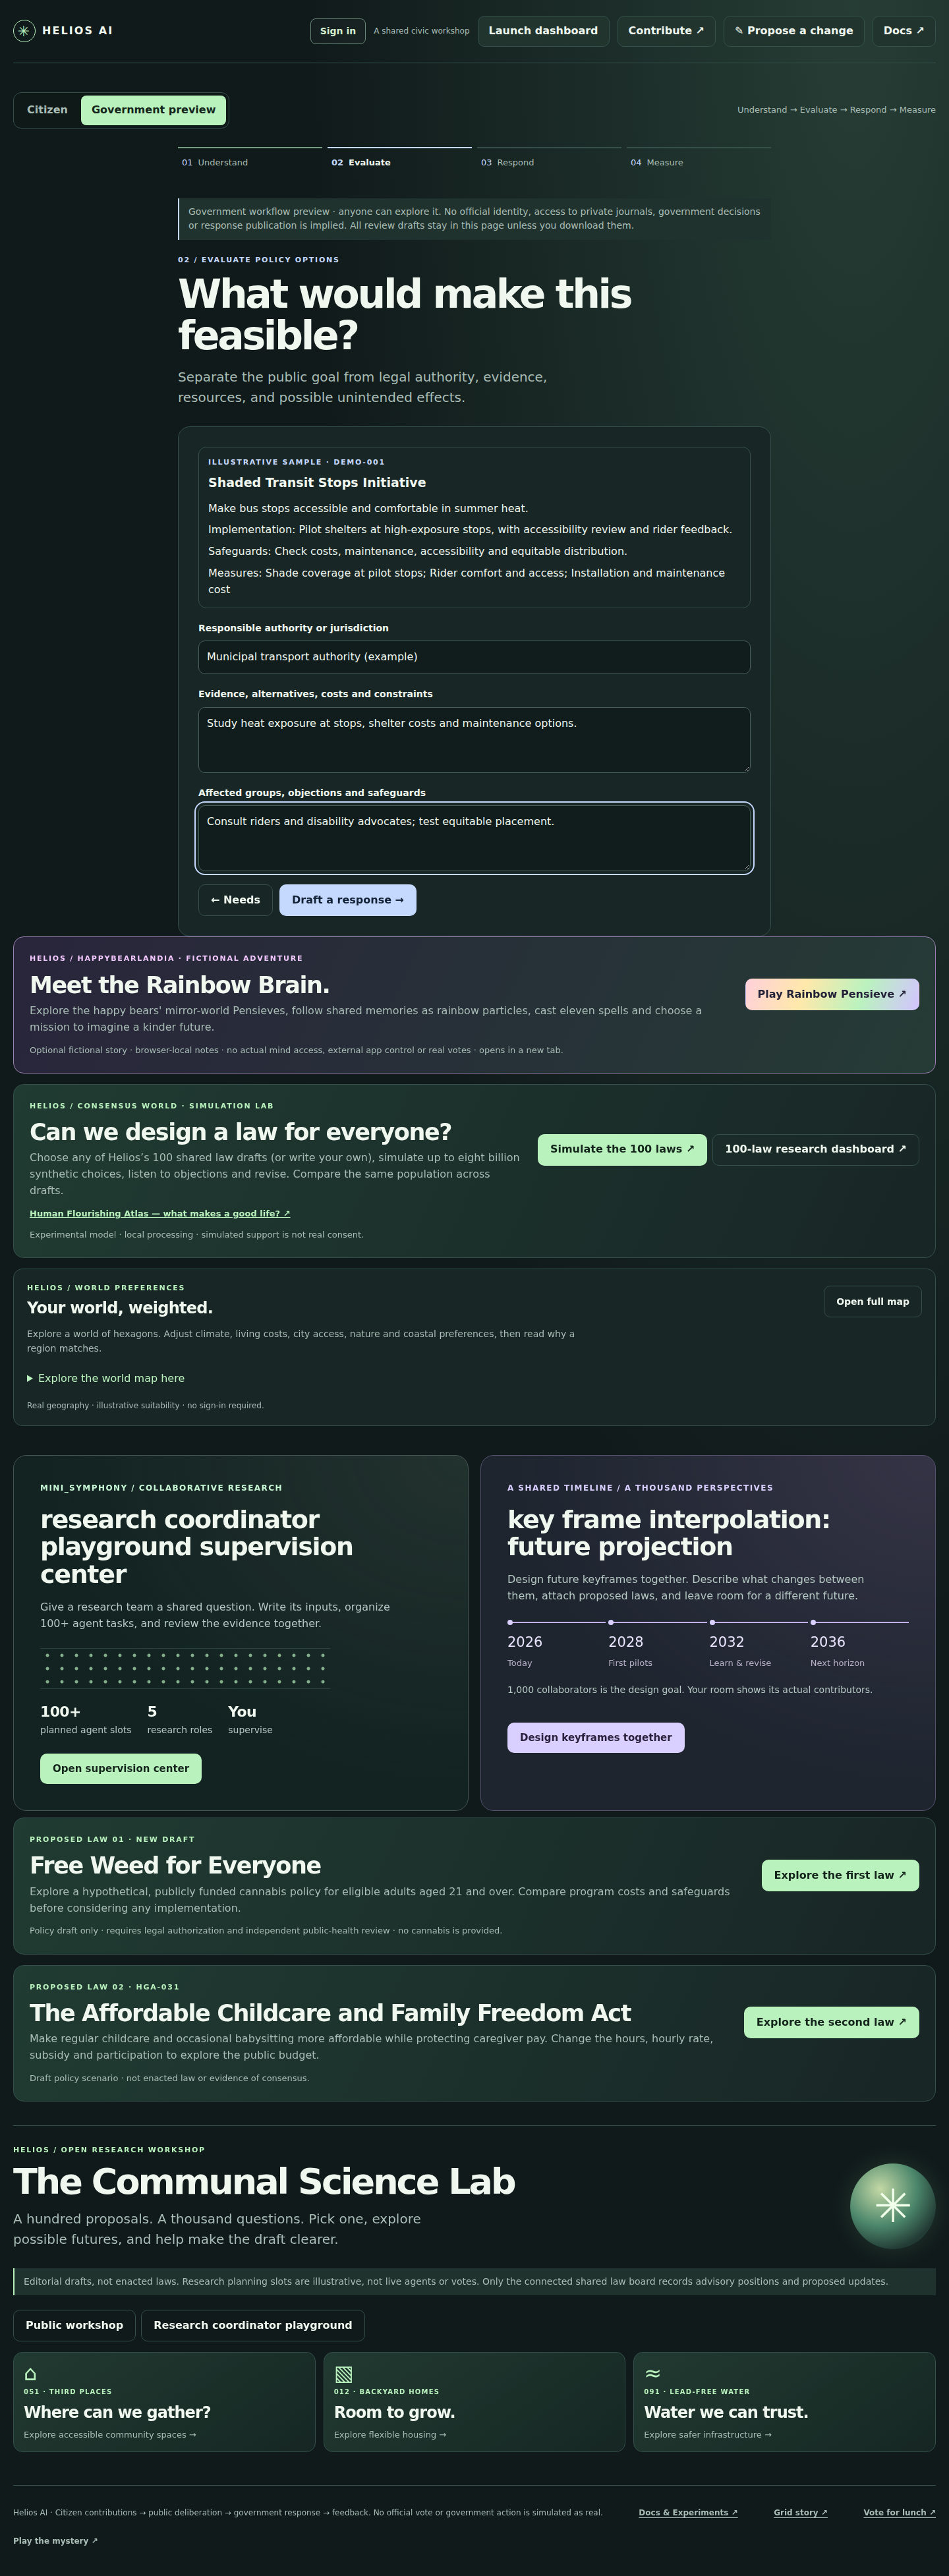 HELIOS AI
Sign in
A shared civic workshop
Launch dashboard
Contribute ↗
✎ Propose a change
Docs ↗
Citizen
Government preview
Understand → Evaluate → Respond → Measure
01 Understand
02 Evaluate
03 Respond
04 Measure
Government workflow preview · anyone can explore it. No official identity, access to private journals, government decisions
or response publication is implied. All review drafts stay in this page unless you download them.
02 / EVALUATE POLICY OPTIONS
What would make this
feasible?
Separate the public goal from legal authority, evidence,
resources, and possible unintended effects.
ILLUSTRATIVE SAMPLE · DEMO-001
Shaded Transit Stops Initiative
Make bus stops accessible and comfortable in summer heat.
Implementation: Pilot shelters at high-exposure stops, with accessibility review and rider feedback.
Safeguards: Check costs, maintenance, accessibility and equitable distribution.
Measures: Shade coverage at pilot stops; Rider comfort and access; Installation and maintenance
cost
Responsible authority or jurisdiction
Municipal transport authority (example)
Evidence, alternatives, costs and constraints
Study heat exposure at stops, shelter costs and maintenance options.
Affected groups, objections and safeguards
Consult riders and disability advocates; test equitable placement.
← Needs
Draft a response →
HELIOS / HAPPYBEARLANDIA · FICTIONAL ADVENTURE
Meet the Rainbow Brain.
Explore the happy bears' mirror-world Pensieves, follow shared memories as rainbow particles, cast eleven spells and choose a
mission to imagine a kinder future.
Optional fictional story · browser-local notes · no actual mind access, external app control or real votes · opens in a new tab.
Play Rainbow Pensieve ↗
HELIOS / CONSENSUS WORLD · SIMULATION LAB
Can we design a law for everyone?
Choose any of Helios’s 100 shared law drafts (or write your own), simulate up to eight billion
synthetic choices, listen to objections and revise. Compare the same population across
drafts.
Human Flourishing Atlas — what makes a good life? ↗
Experimental model · local processing · simulated support is not real consent.
Simulate the 100 laws ↗
100-law research dashboard ↗
HELIOS / WORLD PREFERENCES
Your world, weighted.
Explore a world of hexagons. Adjust climate, living costs, city access, nature and coastal preferences, then read why a
region matches.
▶ Explore the world map here
Real geography · illustrative suitability · no sign-in required.
Open full map
MINI_SYMPHONY / COLLABORATIVE RESEARCH
research coordinator
playground supervision
center
Give a research team a shared question. Write its inputs, organize
100+ agent tasks, and review the evidence together.
100+
planned agent slots
5
research roles
You
supervise
Open supervision center
A SHARED TIMELINE / A THOUSAND PERSPECTIVES
key frame interpolation:
future projection
Design future keyframes together. Describe what changes between
them, attach proposed laws, and leave room for a different future.
2026
Today
2028
First pilots
2032
Learn & revise
2036
Next horizon
1,000 collaborators is the design goal. Your room shows its actual contributors.
Design keyframes together
PROPOSED LAW 01 · NEW DRAFT
Free Weed for Everyone
Explore a hypothetical, publicly funded cannabis policy for eligible adults aged 21 and over. Compare program costs and safeguards
before considering any implementation.
Policy draft only · requires legal authorization and independent public-health review · no cannabis is provided.
Explore the first law ↗
PROPOSED LAW 02 · HGA-031
The Affordable Childcare and Family Freedom Act
Make regular childcare and occasional babysitting more affordable while protecting caregiver pay. Change the hours, hourly rate,
subsidy and participation to explore the public budget.
Draft policy scenario · not enacted law or evidence of consensus.
Explore the second law ↗
HELIOS / OPEN RESEARCH WORKSHOP
The Communal Science Lab
A hundred proposals. A thousand questions. Pick one, explore
possible futures, and help make the draft clearer.
Editorial drafts, not enacted laws. Research planning slots are illustrative, not live agents or votes. Only the connected shared law board records advisory positions and proposed updates.
Public workshop
Research coordinator playground
051 · THIRD PLACES
Where can we gather?
Explore accessible community spaces →
012 · BACKYARD HOMES
Room to grow.
Explore flexible housing →
091 · LEAD-FREE WATER
Water we can trust.
Explore safer infrastructure →
Helios AI · Citizen contributions → public deliberation → government response → feedback. No official vote or government action is simulated as real.
Docs & Experiments ↗
Grid story ↗
Vote for lunch ↗
Play the mystery ↗